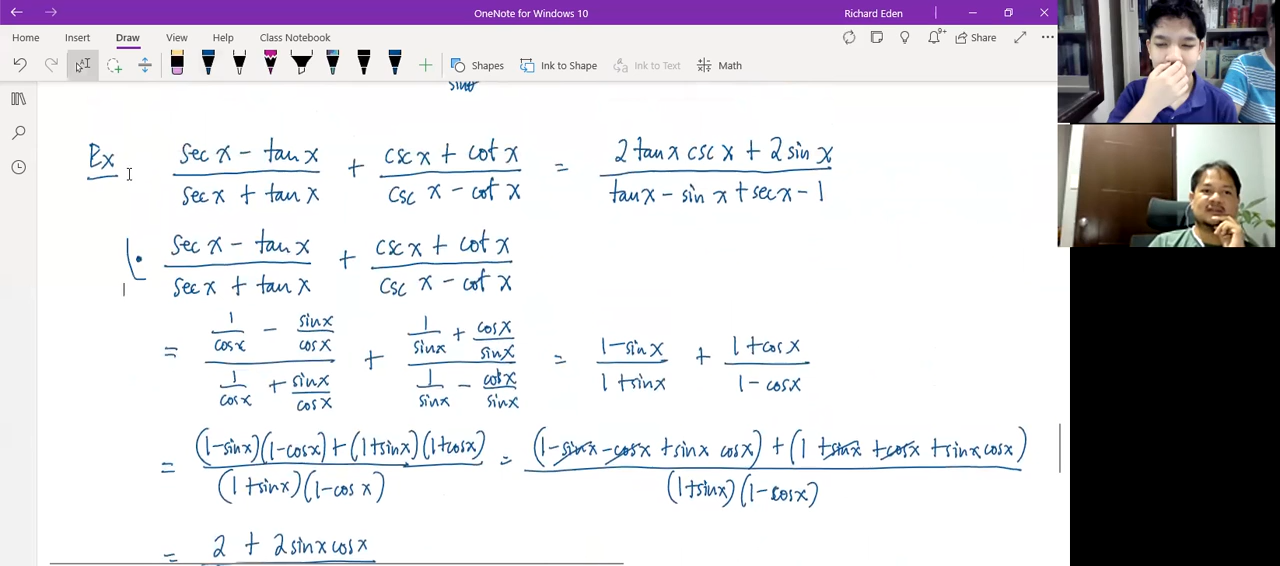 OneNote for Windows 10
Richard Eden
Home Insert Draw View Help Class Notebook
Share
Shapes Ink to Shape Ink to Text Math
sinθ
Ex. (sec x - tan x)/(sec x + tan x) + (csc x + cot x)/(csc x - cot x) = (2 tan x csc x + 2 sin x)/(tan x - sin x + sec x - 1)
(sec x - tan x)/(sec x + tan x) + (csc x + cot x)/(csc x - cot x)
= (1/cos x - sin x/cos x)/(1/cos x + sin x/cos x) + (1/sin x + cos x/sin x)/(1/sin x - cos x/sin x) = (1 - sin x)/(1 + sin x) + (1 + cos x)/(1 - cos x)
= ((1 - sin x)(1 - cos x) + (1 + sin x)(1 + cos x))/((1 + sin x)(1 - cos x)) = ((1 - sin x - cos x + sin x cos x) + (1 + sin x + cos x + sin x cos x))/((1 + sin x)(1 - cos x))
= 2 + 2 sin x cos x